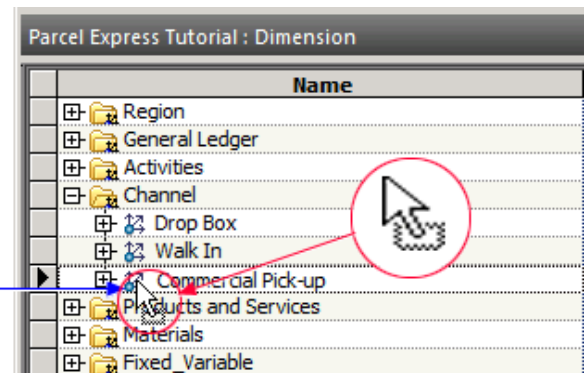 Parcel Express Tutorial : Dimension
Name
Region
General Ledger
Activities
Channel
Drop Box
Walk In
Commercial Pick-up
Products and Services
Materials
Fixed_Variable